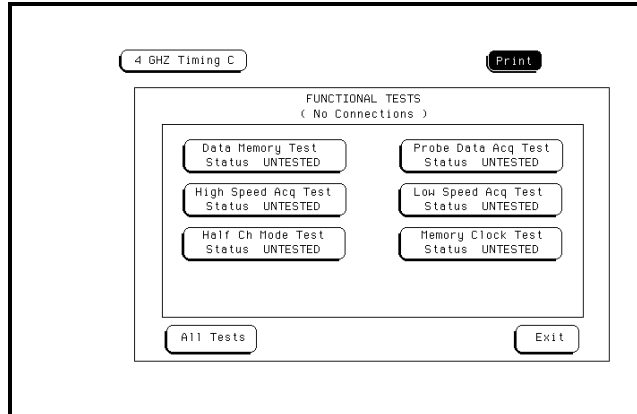 4 GHZ Timing C
Print
FUNCTIONAL TESTS
( No Connections )
Data Memory Test
Status UNTESTED
Probe Data Acq Test
Status UNTESTED
High Speed Acq Test
Status UNTESTED
Low Speed Acq Test
Status UNTESTED
Half Ch Mode Test
Status UNTESTED
Memory Clock Test
Status UNTESTED
All Tests
Exit